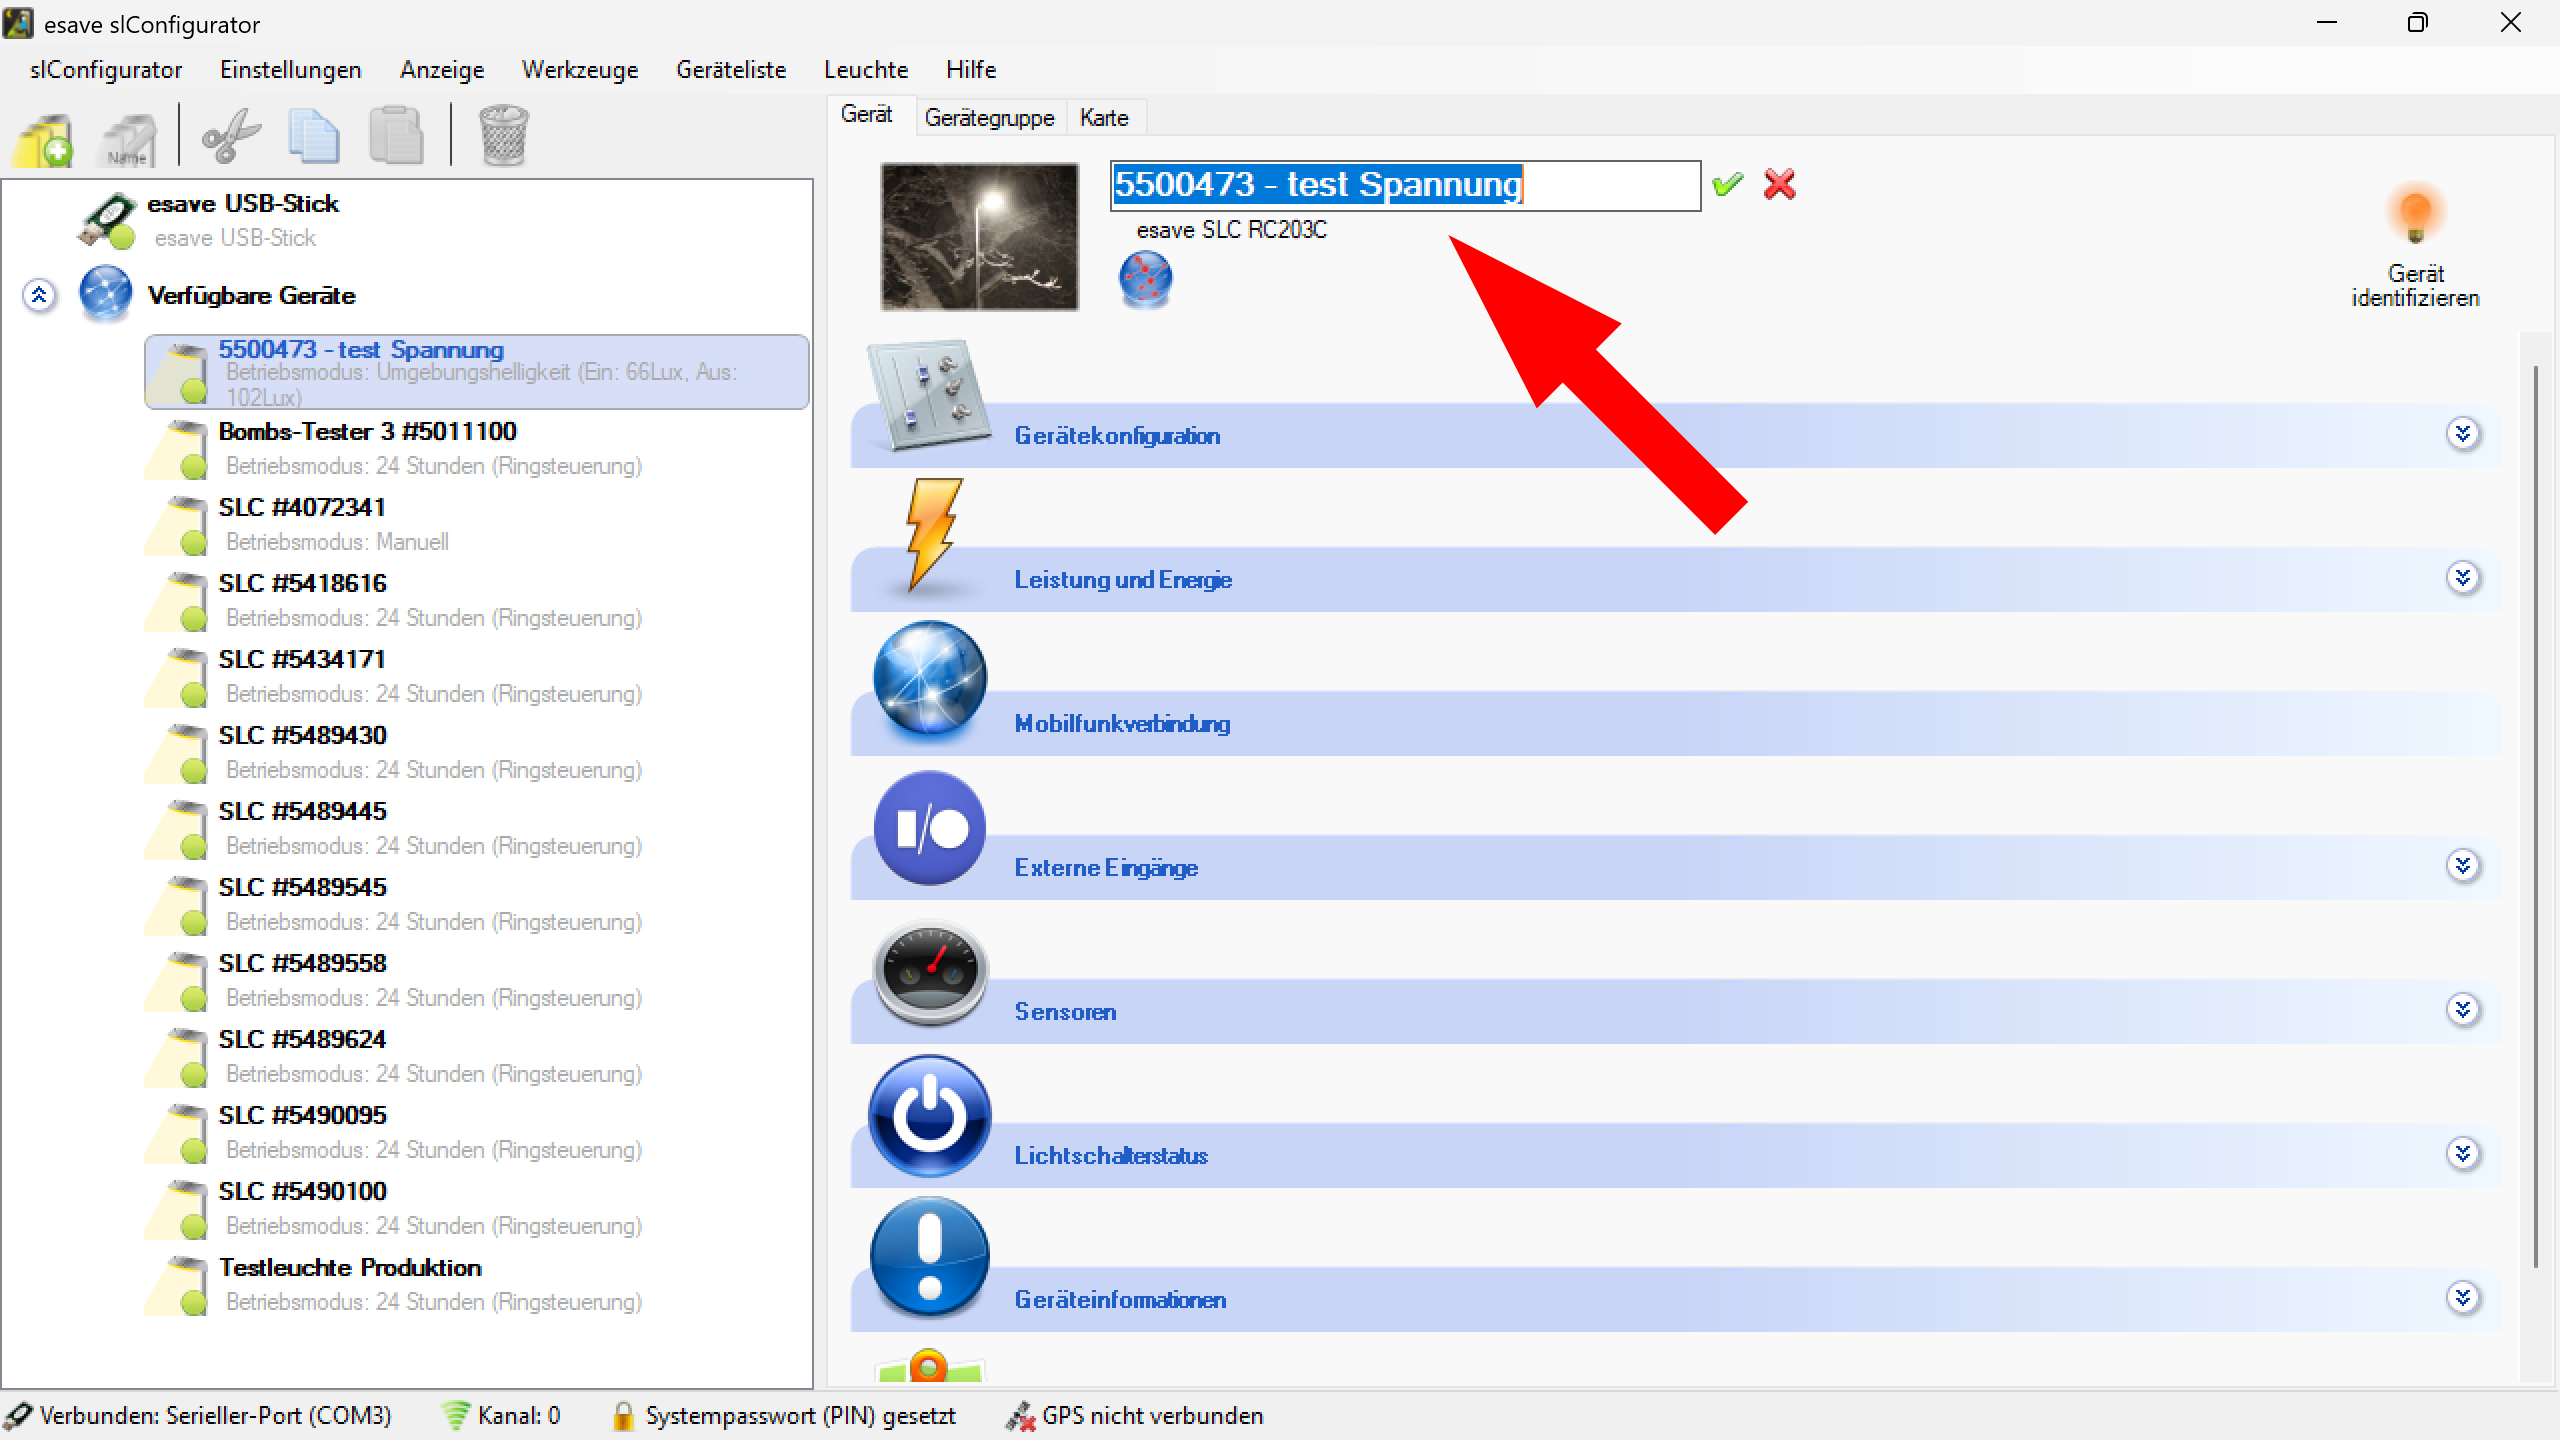 esave slConfigurator
slConfigurator Einstellungen Anzeige Werkzeuge Geräteliste Leuchte Hilfe
Name
esave USB-Stick
esave USB-Stick
Verfügbare Geräte
5500473 - test Spannung
Betriebsmodus: Umgebungshelligkeit (Ein: 66Lux, Aus:
102Lux)
Bombs-Tester 3 #5011100
Betriebsmodus: 24 Stunden (Ringsteuerung)
SLC #4072341
Betriebsmodus: Manuell
SLC #5418616
Betriebsmodus: 24 Stunden (Ringsteuerung)
SLC #5434171
Betriebsmodus: 24 Stunden (Ringsteuerung)
SLC #5489430
Betriebsmodus: 24 Stunden (Ringsteuerung)
SLC #5489445
Betriebsmodus: 24 Stunden (Ringsteuerung)
SLC #5489545
Betriebsmodus: 24 Stunden (Ringsteuerung)
SLC #5489558
Betriebsmodus: 24 Stunden (Ringsteuerung)
SLC #5489624
Betriebsmodus: 24 Stunden (Ringsteuerung)
SLC #5490095
Betriebsmodus: 24 Stunden (Ringsteuerung)
SLC #5490100
Betriebsmodus: 24 Stunden (Ringsteuerung)
Testleuchte Produktion
Betriebsmodus: 24 Stunden (Ringsteuerung)
Gerät Gerätegruppe Karte
5500473 - test Spannung
esave SLC RC203C
Gerät
identifizieren
Gerätekonfiguration
Leistung und Energie
Mobilfunkverbindung
I/O
Externe Eingänge
Sensoren
Lichtschalterstatus
Geräteinformationen
Verbunden: Serieller-Port (COM3) Kanal: 0 Systempasswort (PIN) gesetzt GPS nicht verbunden